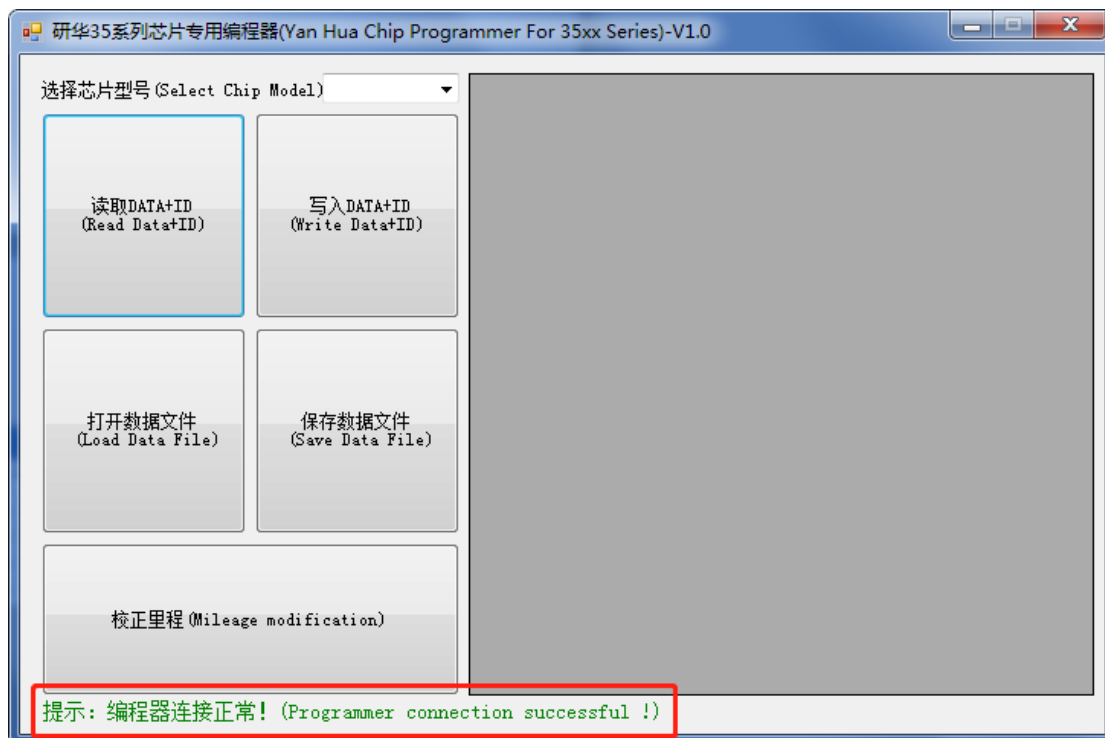 研华35系列芯片专用编程器(Yan Hua Chip Programmer For 35xx Series)-V1.0
选择芯片型号(Select Chip Model)
读取DATA+ID
(Read Data+ID)
写入DATA+ID
(Write Data+ID)
打开数据文件
(Load Data File)
保存数据文件
(Save Data File)
校正里程(Mileage modification)
提示: 编程器连接正常! (Programmer connection successful !)